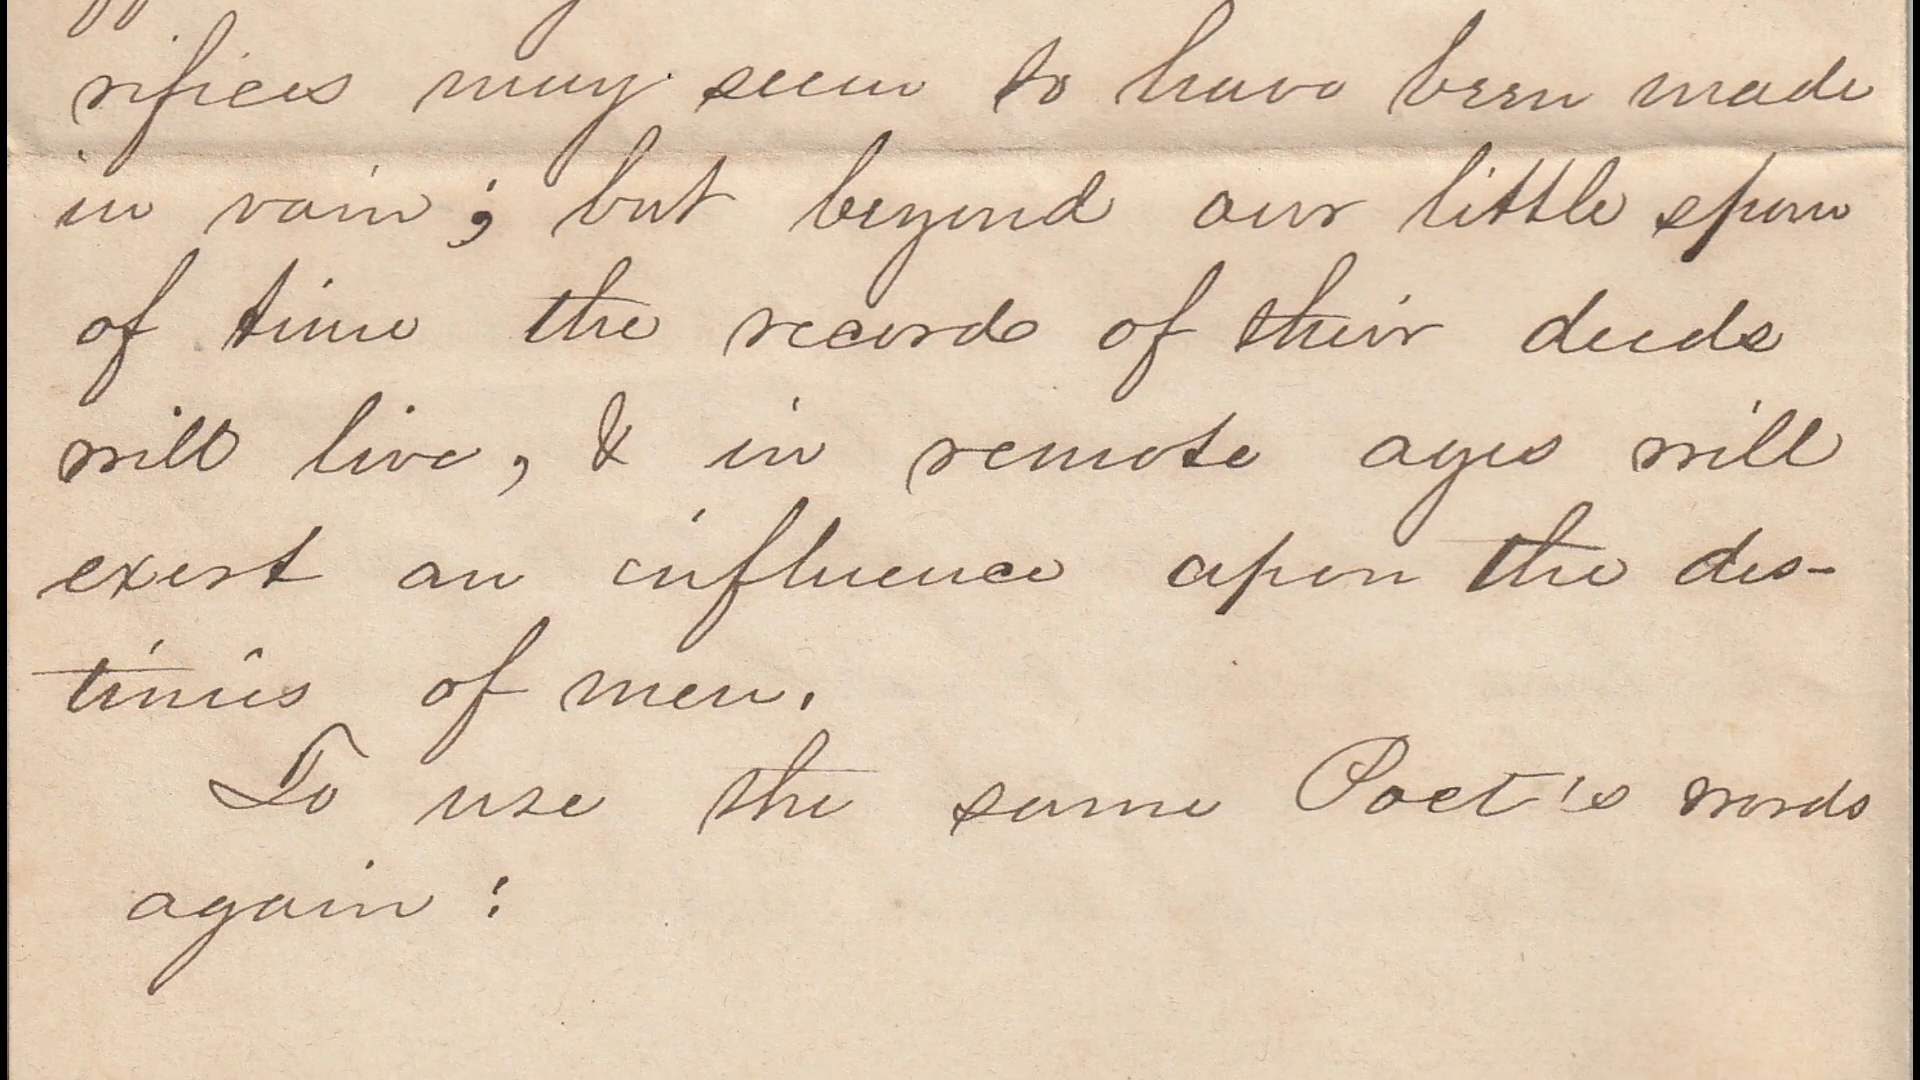 rifices may seem to have been made
in vain; but beyond our little span
of time the records of their deeds
will live, & in remote ages will
exert an influence upon the des-
tinies of men.
To use the same Poet's words
again: